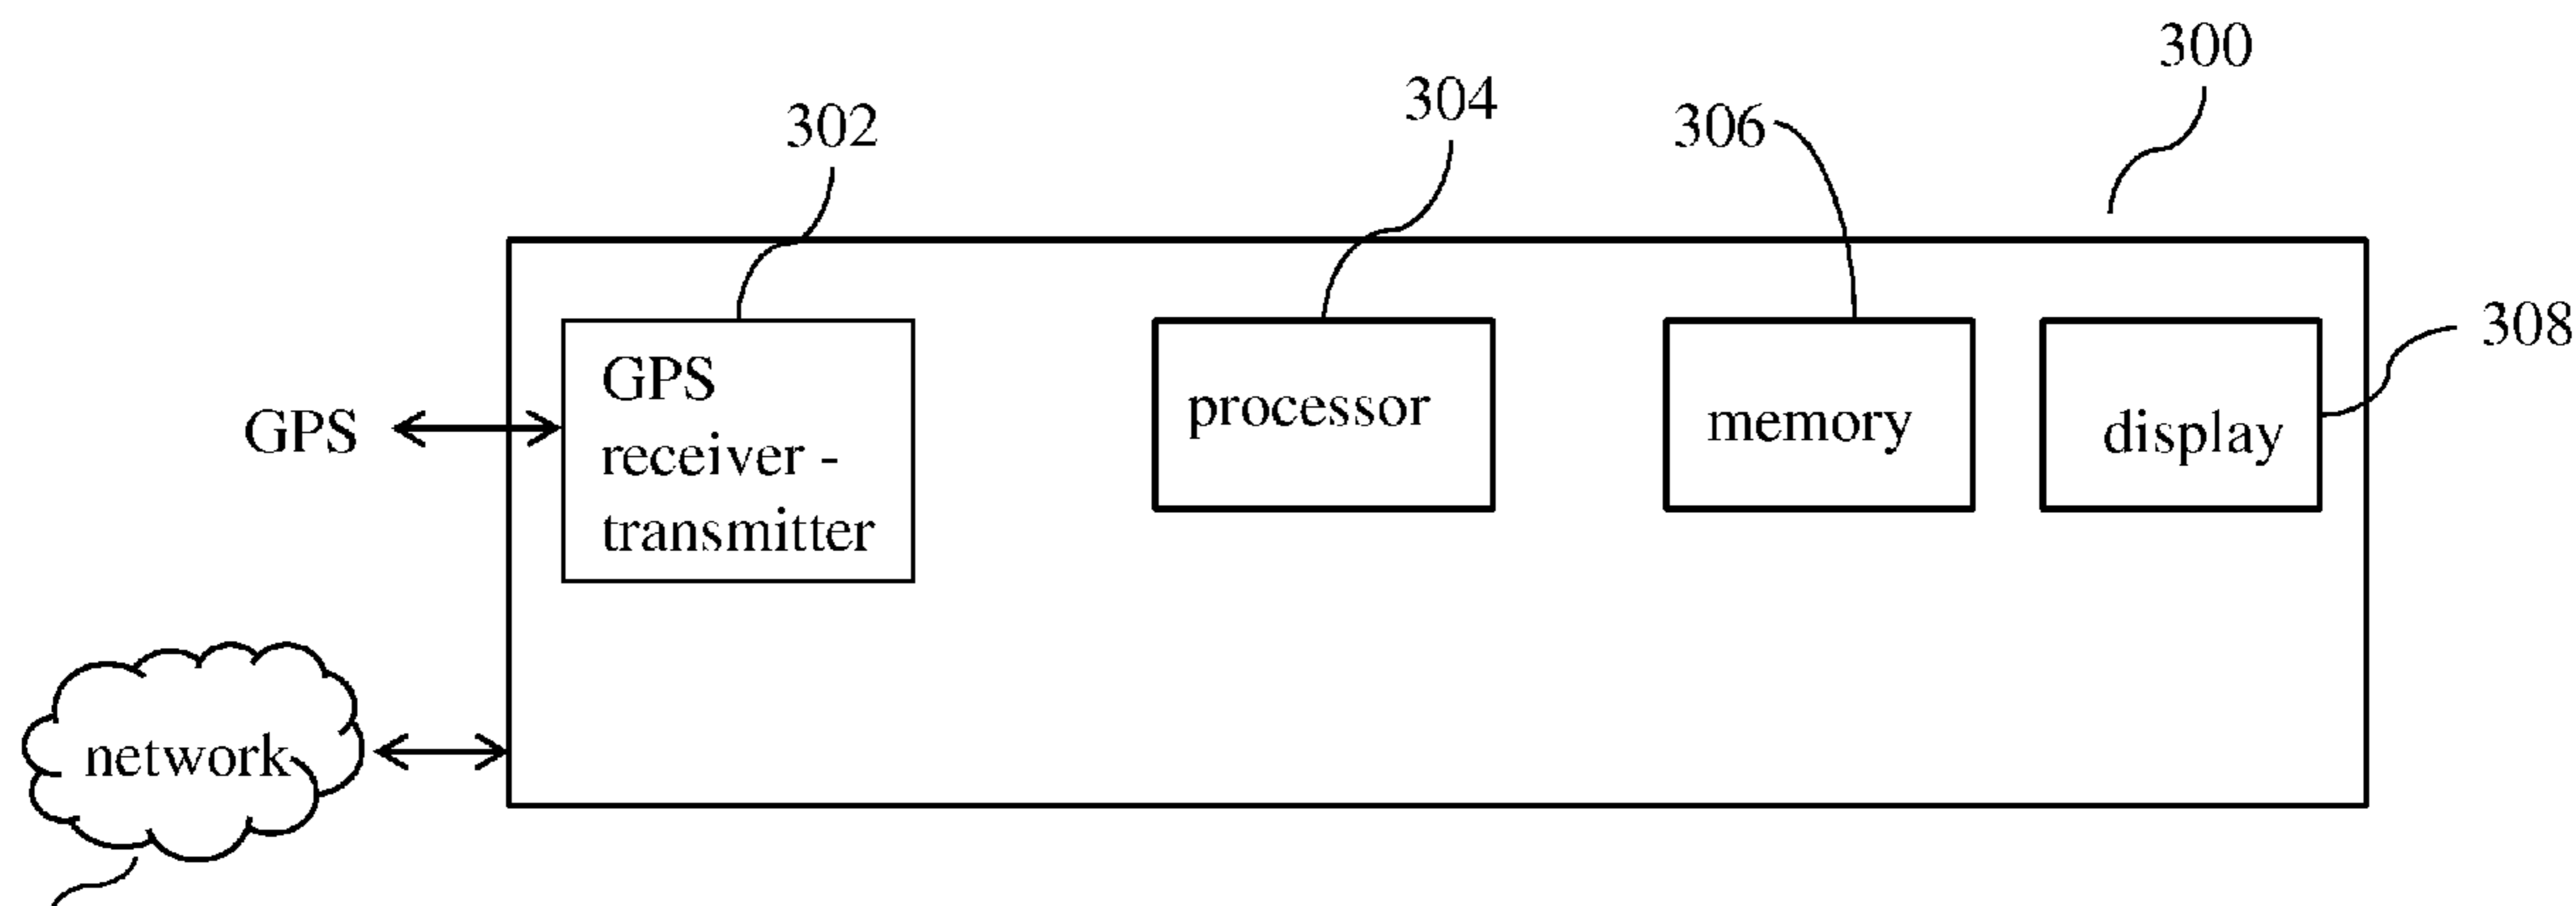 300
304
302
306
308
GPS
receiver -
transmitter
processor
memory
display
GPS
network